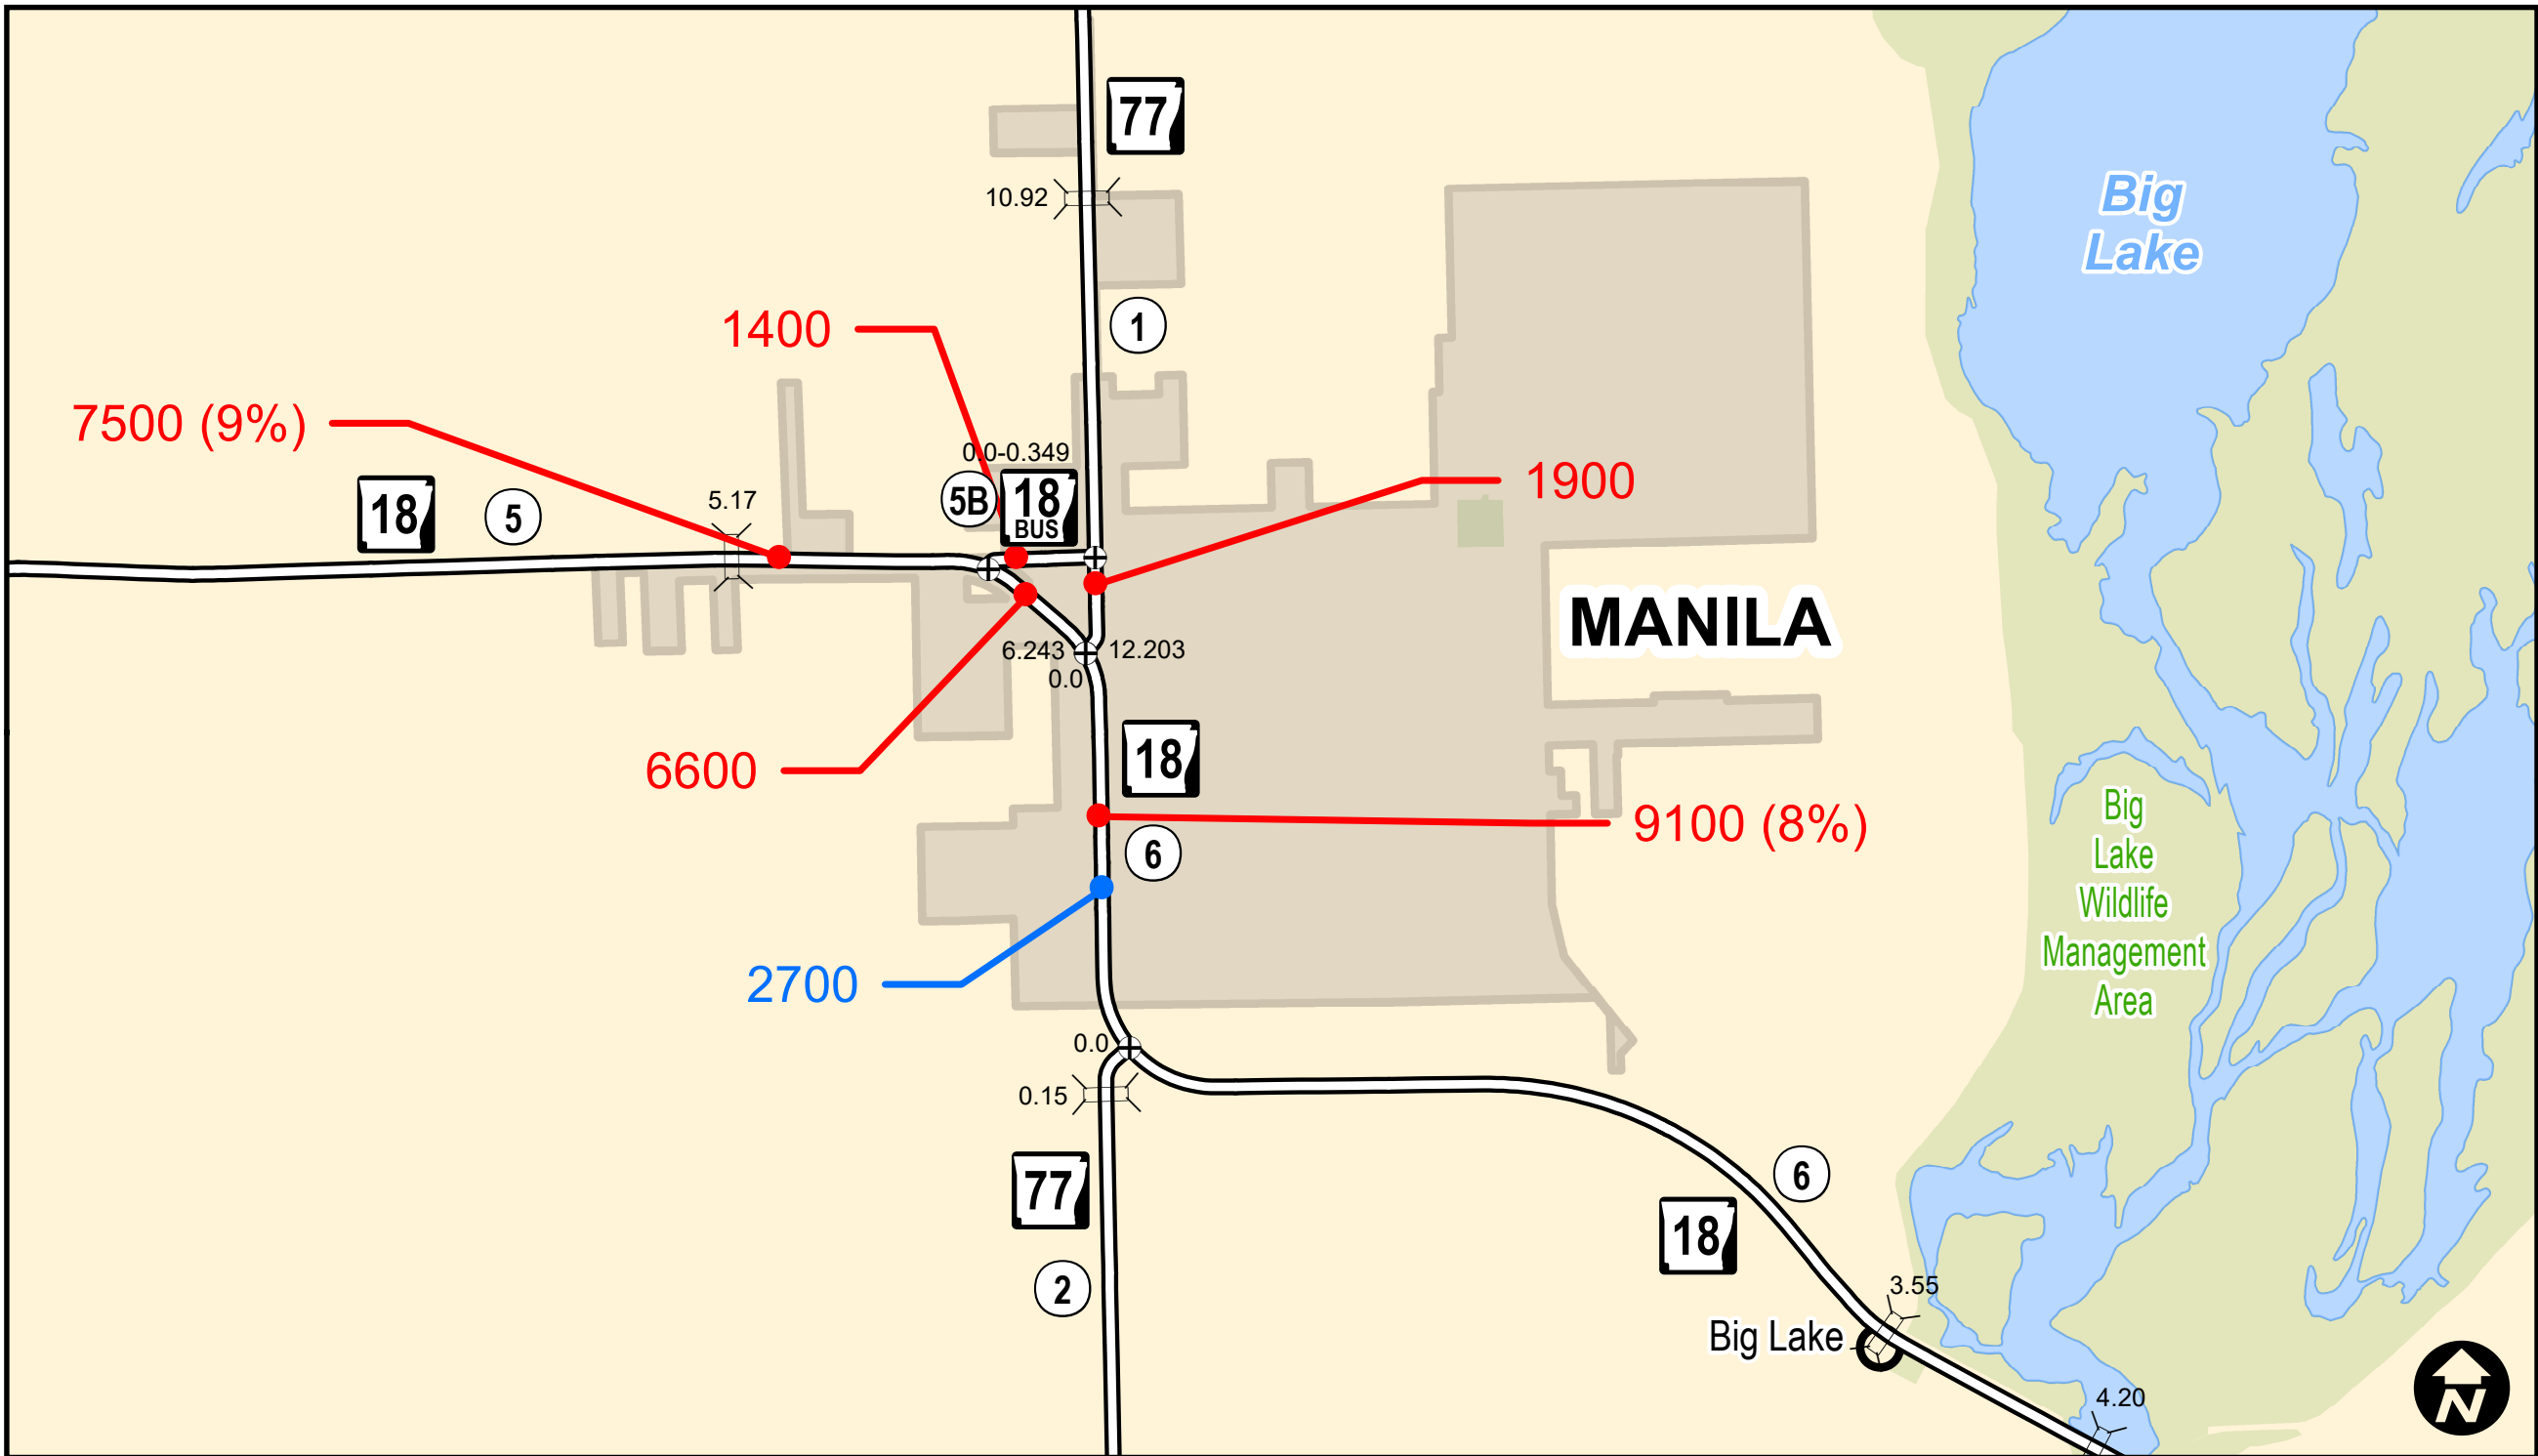 77
10.92
Big
Lake
1
1400
7500 (9%)
0.0-0.349
1900
5.17
18
5
5B
18
BUS
MANILA
6.243
12.203
0.0
6600
18
9100 (8%)
6
Big
Lake
Wildlife
Management
Area
2700
0.0
0.15
77
6
18
2
3.55
Big Lake
4.20
N